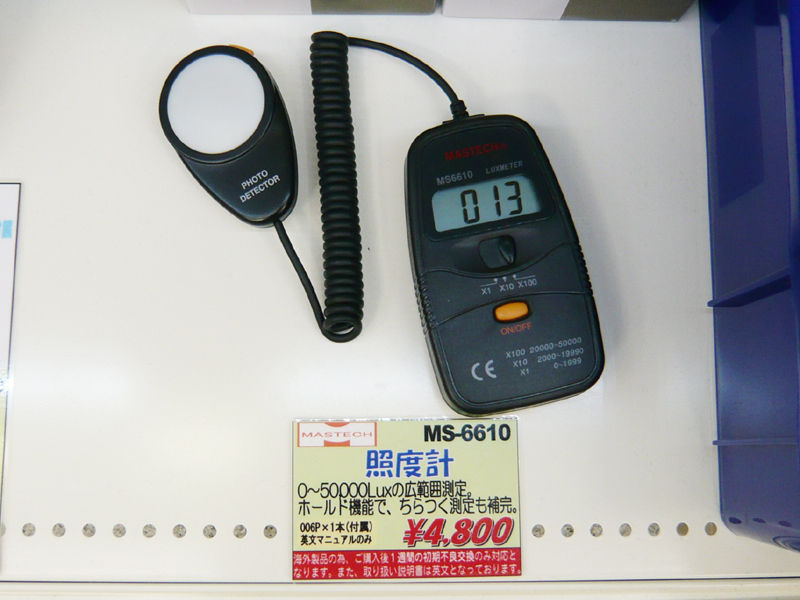 PHOTO
DETECTOR
MASTECH
LUXMETER
MS6610
013
X1 X10 X100
ON/OFF
X100 20000~50000
X10 2000~19990
X1 0~1999
CE
MASTECH
MS-6610
照度計
0~50,000Luxの広範囲測定。
ホールド機能で、ちらつく測定も補完。
006P×1本(付属)
英文マニュアルのみ
¥4,800
海外製品の為、ご購入後1週間の初期不良交換のみ対応と
なります。また、取り扱い説明書は英文となっております。